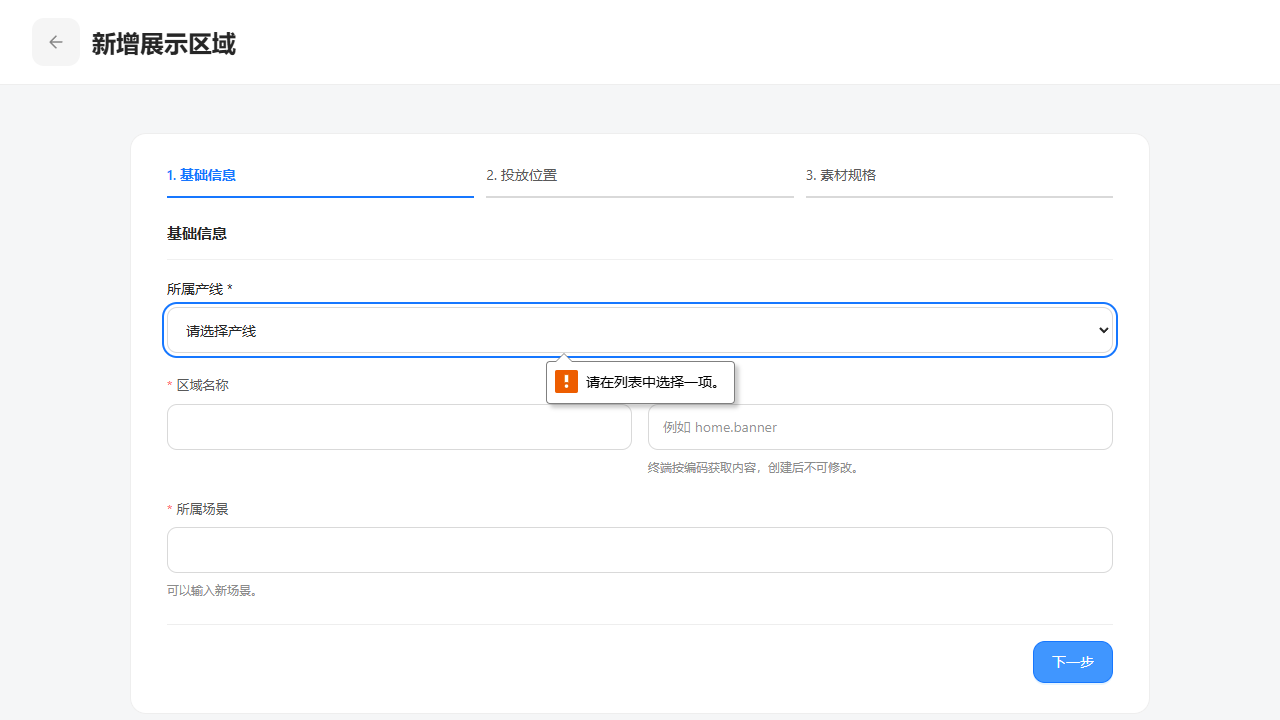 新增展示区域
1. 基础信息
2. 投放位置
3. 素材规格
基础信息
所属产线 *
请选择产线
请在列表中选择一项。
* 区域名称
例如 home.banner
终端按编码获取内容，创建后不可修改。
* 所属场景
可以输入新场景。
下一步